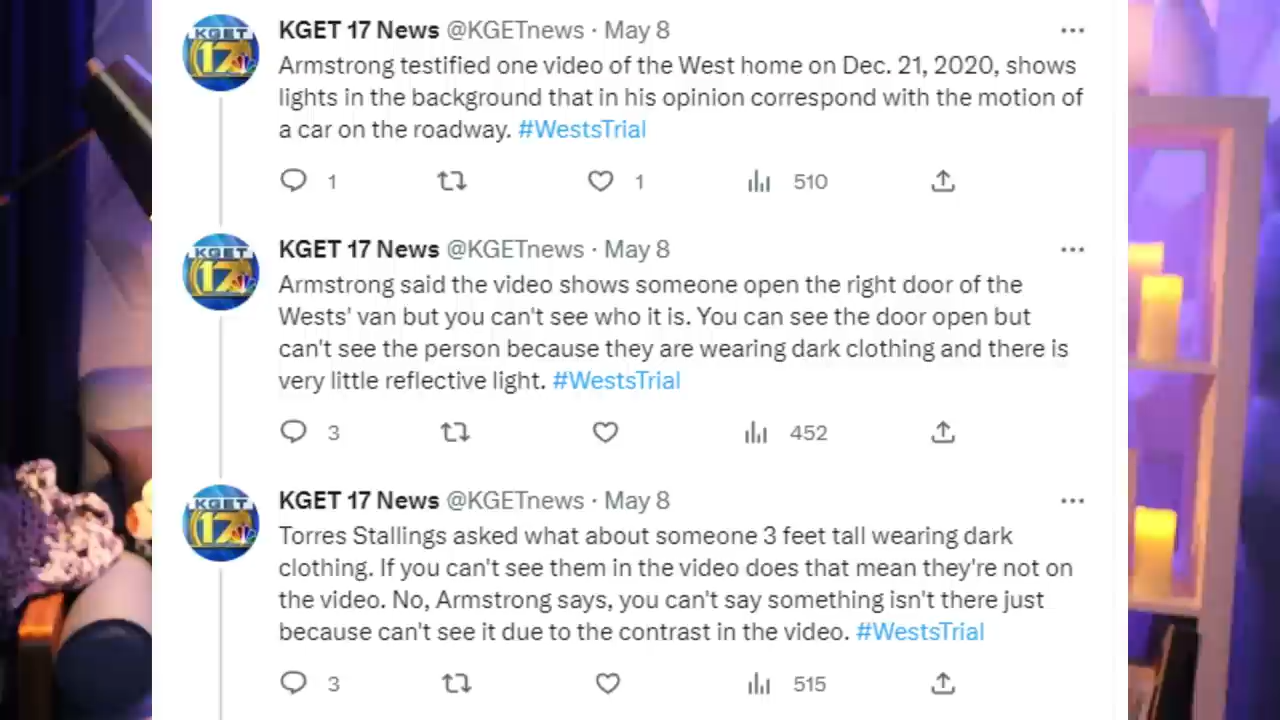 KGET 17 News @KGETnews · May 8
Armstrong testified one video of the West home on Dec. 21, 2020, shows
lights in the background that in his opinion correspond with the motion of
a car on the roadway. #WestsTrial
1 1 510
KGET 17 News @KGETnews · May 8
Armstrong said the video shows someone open the right door of the
Wests' van but you can't see who it is. You can see the door open but
can't see the person because they are wearing dark clothing and there is
very little reflective light. #WestsTrial
3 452
KGET 17 News @KGETnews · May 8
Torres Stallings asked what about someone 3 feet tall wearing dark
clothing. If you can't see them in the video does that mean they're not on
the video. No, Armstrong says, you can't say something isn't there just
because can't see it due to the contrast in the video. #WestsTrial
3 515
KGET
17
KGET
17
KGET
17